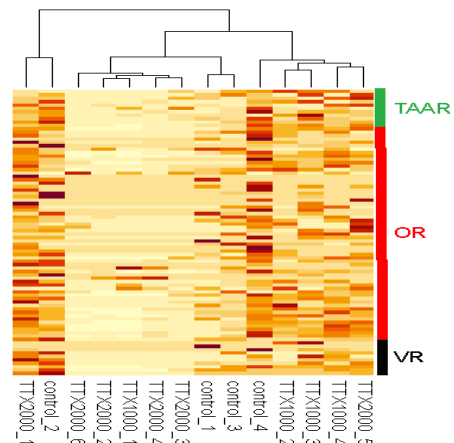 TAAR
OR
VR
TTX2000_1
control_2
TTX2000_6
TTX2000_2
TTX1000_1
TTX2000_4
TTX2000_3
control_1
control_3
control_4
TTX1000_2
TTX1000_3
TTX1000_4
TTX2000_5